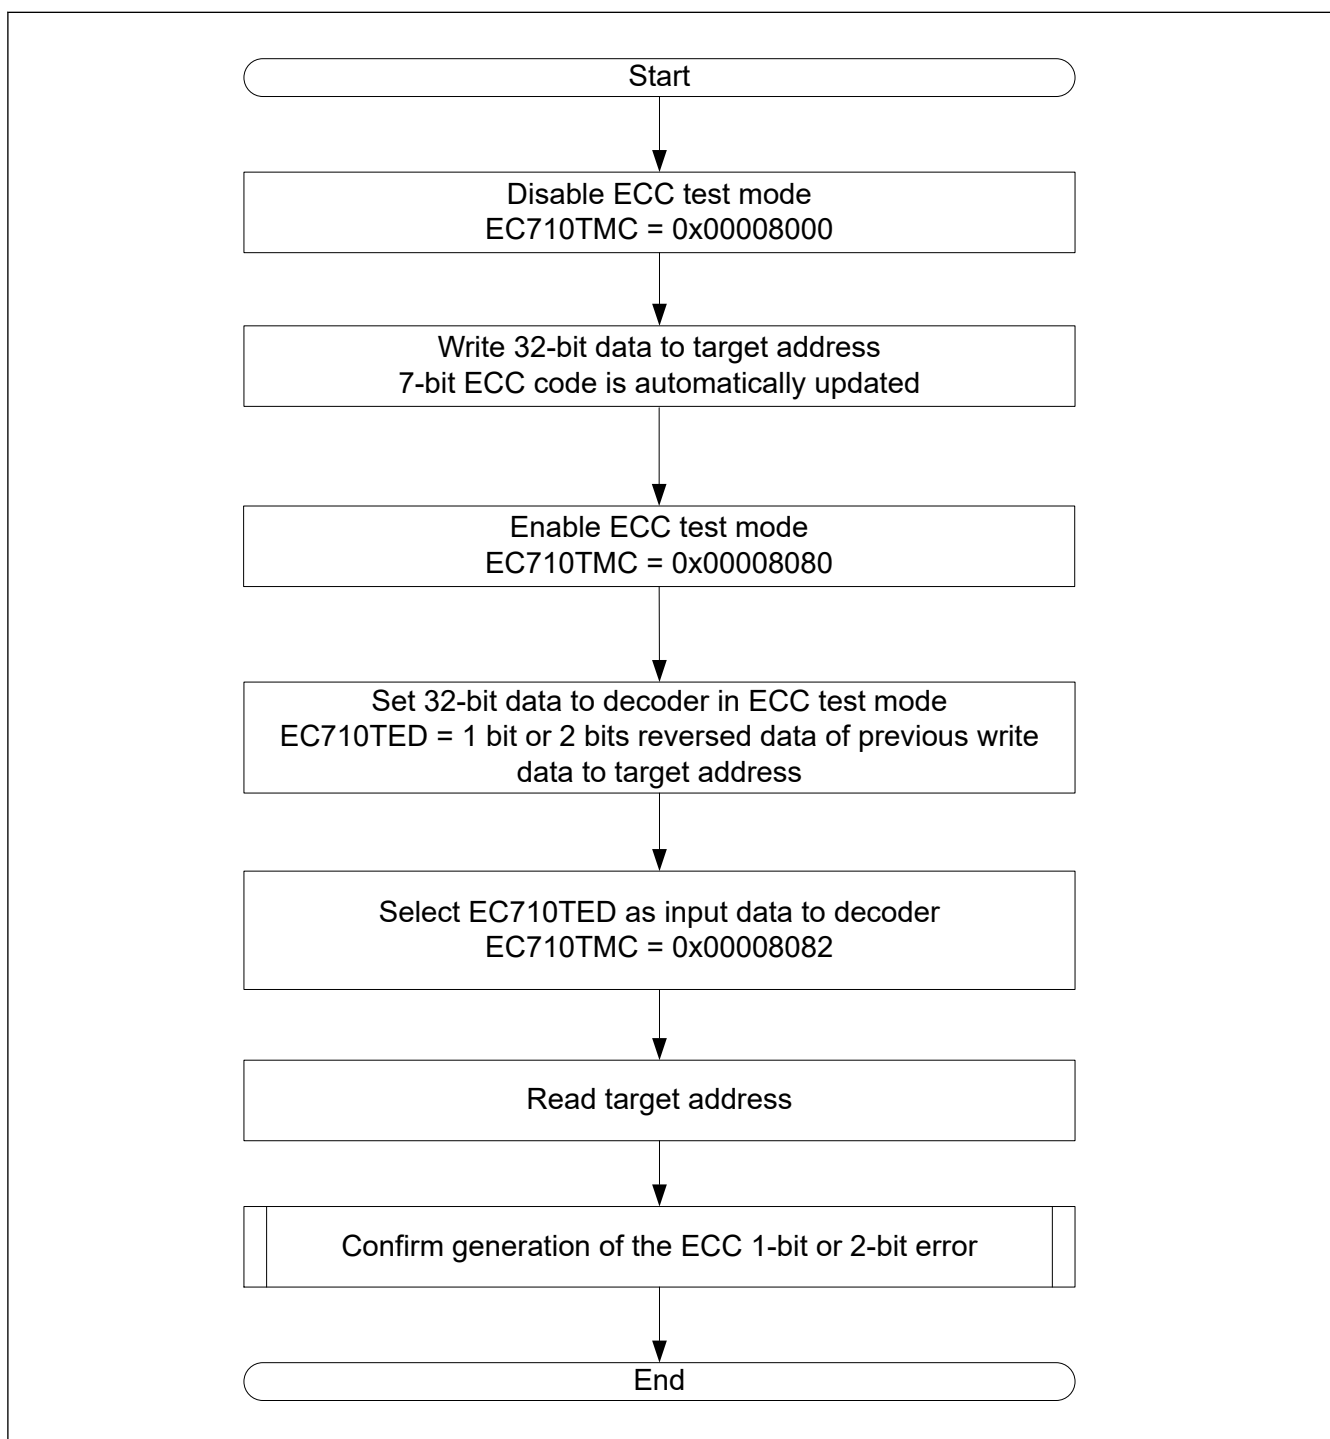 Start
Disable ECC test mode
EC710TMC = 0x00008000
Write 32-bit data to target address
7-bit ECC code is automatically updated
Enable ECC test mode
EC710TMC = 0x00008080
Set 32-bit data to decoder in ECC test mode
EC710TED = 1 bit or 2 bits reversed data of previous write
data to target address
Select EC710TED as input data to decoder
EC710TMC = 0x00008082
Read target address
Confirm generation of the ECC 1-bit or 2-bit error
End